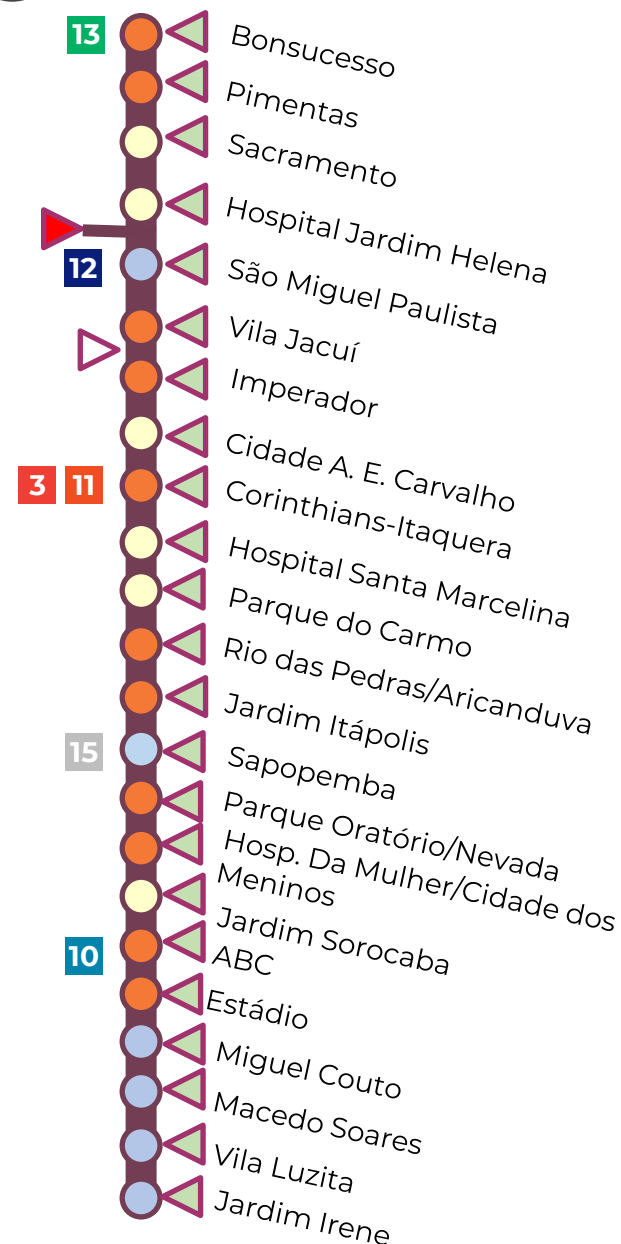 13
Bonsucesso
Pimentas
Sacramento
Hospital Jardim Helena
12
São Miguel Paulista
Vila Jacuí
Imperador
Cidade A. E. Carvalho
3 11
Corinthians-Itaquera
Hospital Santa Marcelina
Parque do Carmo
Rio das Pedras/Aricanduva
Jardim Itápolis
15
Sapopemba
Parque Oratório/Nevada
Hosp. Da Mulher/Cidade dos
Meninos
Jardim Sorocaba
10
ABC
Estádio
Miguel Couto
Macedo Soares
Vila Luzita
Jardim Irene